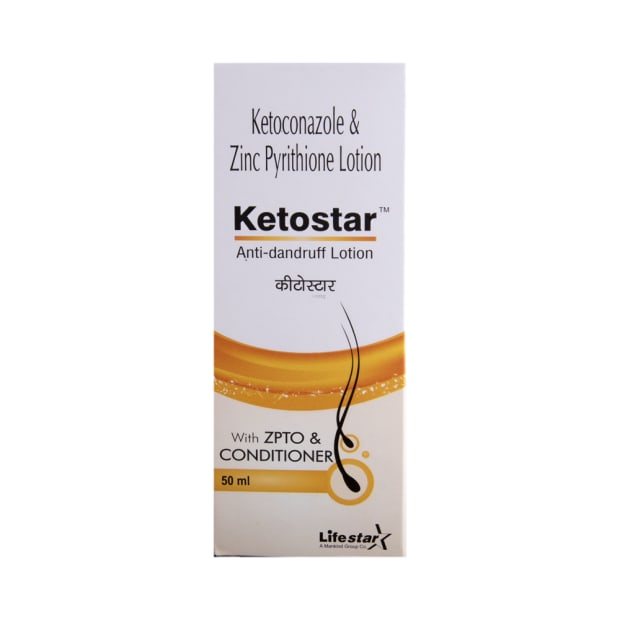 Ketoconazole &
Zinc Pyrithione Lotion
Ketostar™
Anti-dandruff Lotion
कीटोस्टार
With ZPTO &
CONDITIONER
50 ml
Lifestar
A Mankind Group Co.